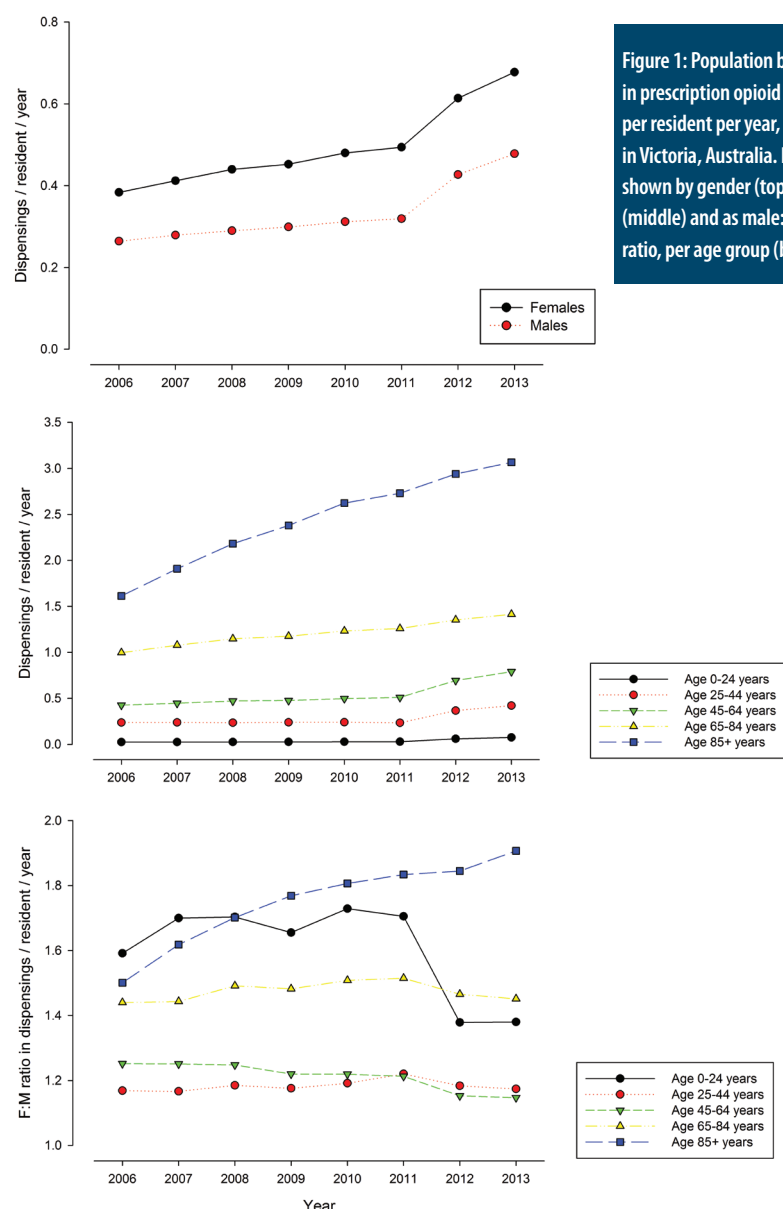 Figure 1: Population b
in prescription opioid
per resident per year,
in Victoria, Australia.
shown by gender (top
(middle) and as male:
ratio, per age group (b
0.8
0.6
0.4
0.2
0.0
Dispensings / resident / year
Females
Males
2006 2007 2008 2009 2010 2011 2012 2013
3.5
3.0
2.5
2.0
1.5
1.0
0.5
0.0
Dispensings / resident / year
Age 0-24 years
Age 25-44 years
Age 45-64 years
Age 65-84 years
Age 85+ years
2006 2007 2008 2009 2010 2011 2012 2013
2.0
1.8
1.6
1.4
1.2
1.0
F:M ratio in dispensings / resident / year
Age 0-24 years
Age 25-44 years
Age 45-64 years
Age 65-84 years
Age 85+ years
2006 2007 2008 2009 2010 2011 2012 2013
Year